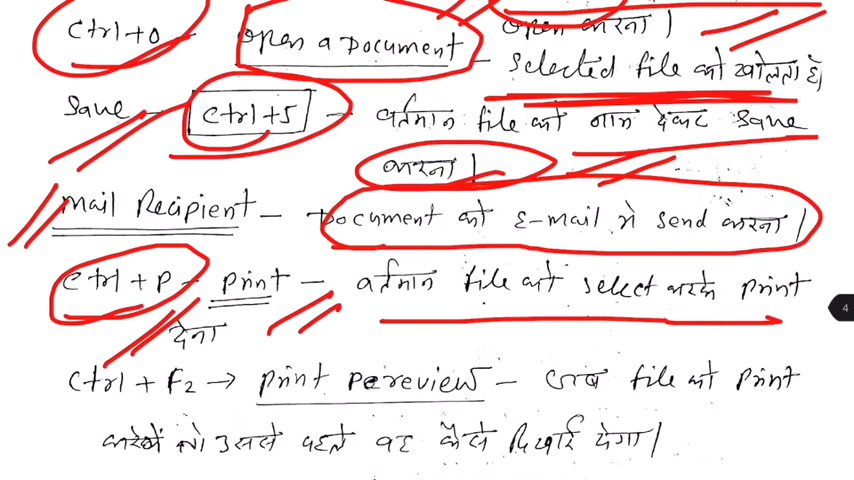 open करना।
Ctrl+O - Open a Document - Selected file को खोलता है
Save - Ctrl+S - वर्तमान file को नाम देकर Save
करना।
Mail Recipient - Document को E-mail से Send करना।
Ctrl + P - Print - वर्तमान file को select करके print
देना
Ctrl + F2 → Print Pereview - जब file को Print
करेंगे तो उससे पहले वह कैसे दिखाई देगा।
4